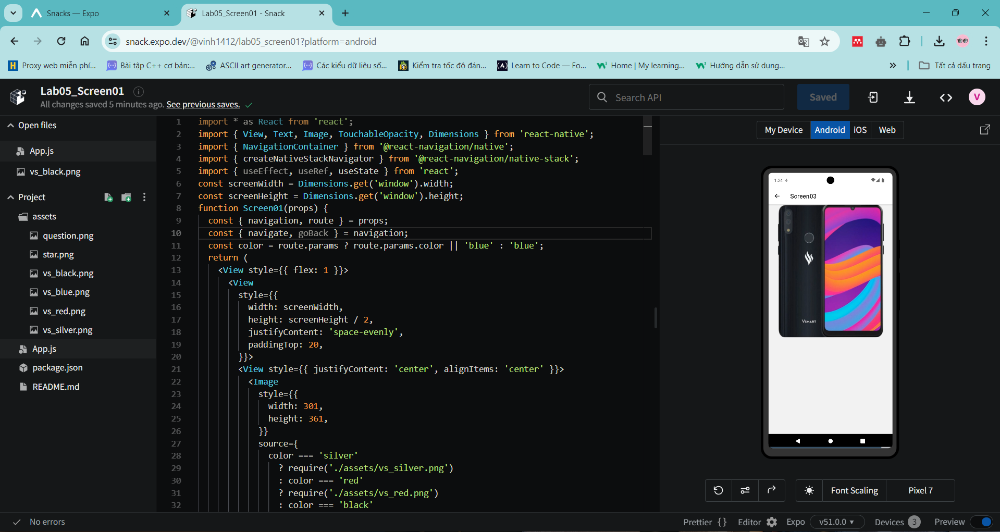 Snacks — Expo
Lab05_Screen01 - Snack
snack.expo.dev/@vinh1412/lab05_screen01?platform=android
Proxy web miễn phí...
Bài tập C++ cơ bản:...
ASCII art generator...
Các kiểu dữ liệu số...
Kiểm tra tốc độ đán...
Learn to Code — Fo...
Home | My learning...
Hướng dẫn sử dụng...
Tất cả dấu trang
Lab05_Screen01
All changes saved 5 minutes ago. See previous saves.
Search API
Saved
V
Open files
App.js
vs_black.png
Project
assets
question.png
star.png
vs_black.png
vs_blue.png
vs_red.png
vs_silver.png
App.js
package.json
README.md
1 import * as React from 'react';
2 import { View, Text, Image, TouchableOpacity, Dimensions } from 'react-native';
3 import { NavigationContainer } from '@react-navigation/native';
4 import { createNativeStackNavigator } from '@react-navigation/native-stack';
5 import { useEffect, useRef, useState } from 'react';
6 const screenWidth = Dimensions.get('window').width;
7 const screenHeight = Dimensions.get('window').height;
8 function Screen01(props) {
9 const { navigation, route } = props;
10 const { navigate, goBack } = navigation;
11 const color = route.params ? route.params.color || 'blue' : 'blue';
12 return (
13 <View style={{ flex: 1 }}>
14 <View
15 style={{
16 width: screenWidth,
17 height: screenHeight / 2,
18 justifyContent: 'space-evenly',
19 paddingTop: 20,
20 }}>
21 <View style={{ justifyContent: 'center', alignItems: 'center' }}>
22 <Image
23 style={{
24 width: 301,
25 height: 361,
26 }}
27 source={
28 color === 'silver'
29 ? require('./assets/vs_silver.png')
30 : color === 'red'
31 ? require('./assets/vs_red.png')
32 : color === 'black'
My Device
Android
iOS
Web
1:24
Screen03
VSMART
Font Scaling
Pixel 7
No errors
Prettier {}
Editor
Expo
v51.0.0
Devices 3
Preview